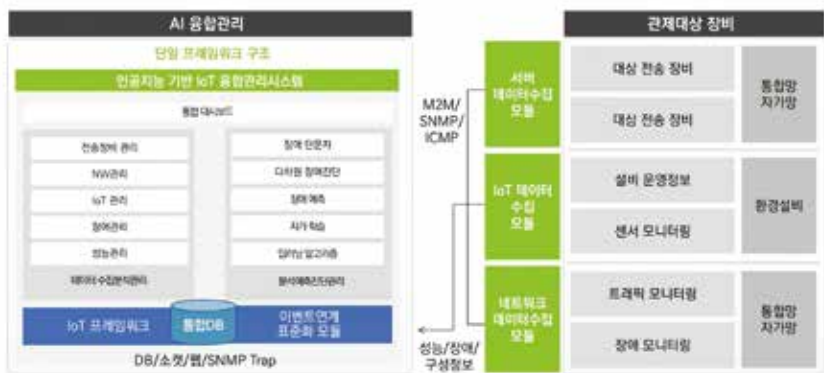 AI 융합관리
단일 프레임워크 구조
인공지능 기반 IoT 융합관리시스템
통합 대시보드
전송장비 관리
NW관리
IoT 관리
장애관리
성능관리
데이터 수집분석관리
장애 단문자
다차원 장애진단
장애 예측
자가 학습
딥러닝 알고리즘
분석예측진단관리
IoT 프레임워크
통합DB
이벤트연계
표준화 모듈
DB/소켓/웹/SNMP Trap
M2M/
SNMP/
ICMP
성능/장애/
구성정보
서버
데이터수집
모듈
IoT 데이터
수집
모듈
네트워크
데이터수집
모듈
관제대상 장비
대상 전송 장비
대상 전송 장비
통합망
자가망
설비 운영정보
센서 모니터링
환경설비
트래픽 모니터링
장애 모니터링
통합망
자가망